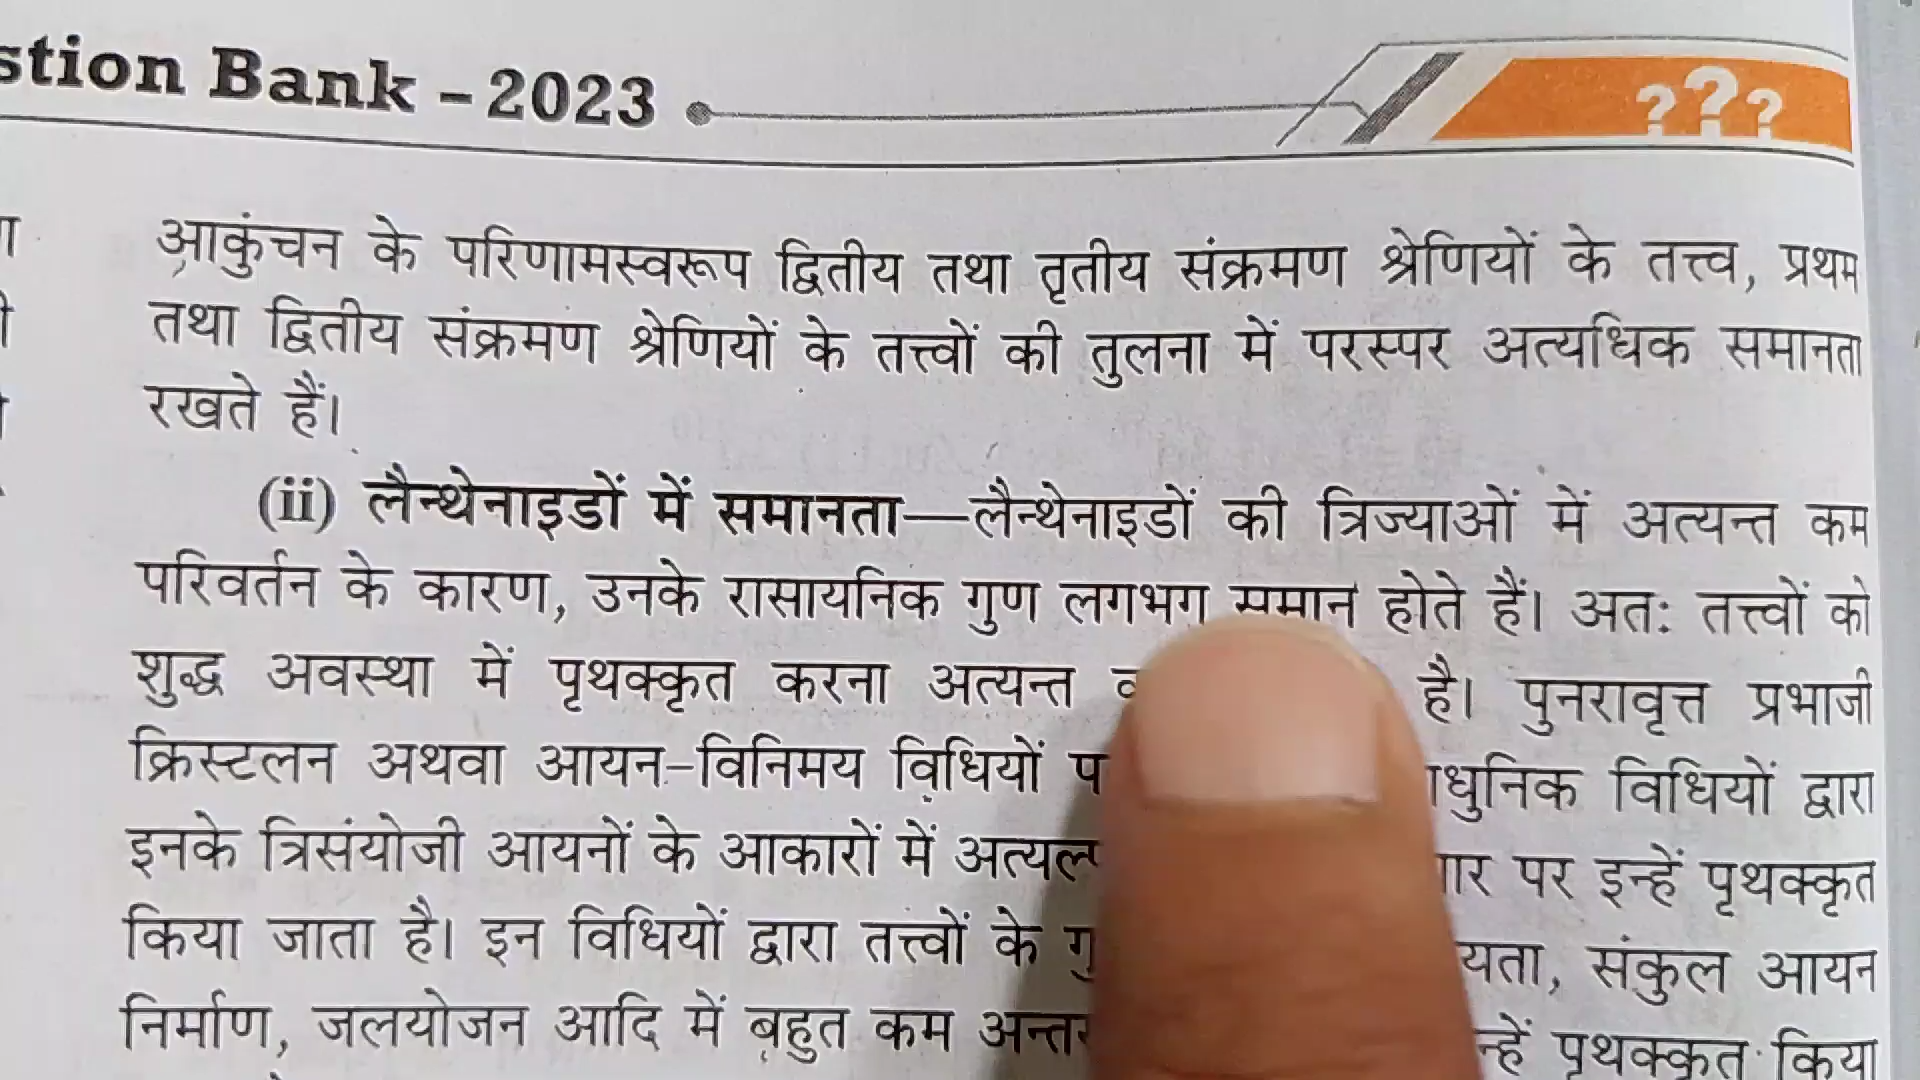 stion Bank – 2023
???
आकुंचन के परिणामस्वरूप द्वितीय तथा तृतीय संक्रमण श्रेणियों के तत्त्व, प्रथम
तथा द्वितीय संक्रमण श्रेणियों के तत्त्वों की तुलना में परस्पर अत्यधिक समानता
रखते हैं।
(ii) लैन्थेनाइडों में समानता—लैन्थेनाइडों की त्रिज्याओं में अत्यन्त कम
परिवर्तन के कारण, उनके रासायनिक गुण लगभग समान होते हैं। अत: तत्त्वों को
शुद्ध अवस्था में पृथक्कृत करना अत्यन्त है। पुनरावृत्त प्रभाजी
क्रिस्टलन अथवा आयन-विनिमय विधियों विधियों द्वारा
इनके त्रिसंयोजी आयनों के आकारों में पर इन्हें पृथक्कृत
किया जाता है। इन विधियों द्वारा तत्त्वों के संकुल आयन
निर्माण, जलयोजन आदि में बहुत कम पृथक्कृत किया